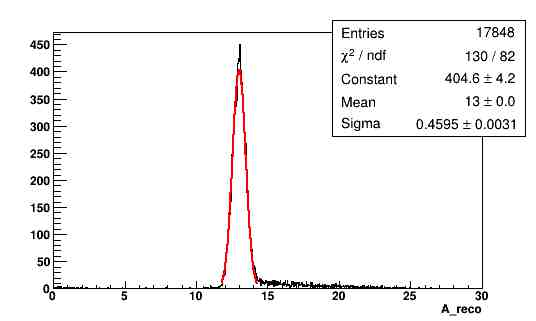 Entries 17848
χ² / ndf 130 / 82
Constant 404.6 ± 4.2
Mean 13 ± 0.0
Sigma 0.4595 ± 0.0031
450
400
350
300
250
200
150
100
50
0
0 5 10 15 20 25 30
A_reco